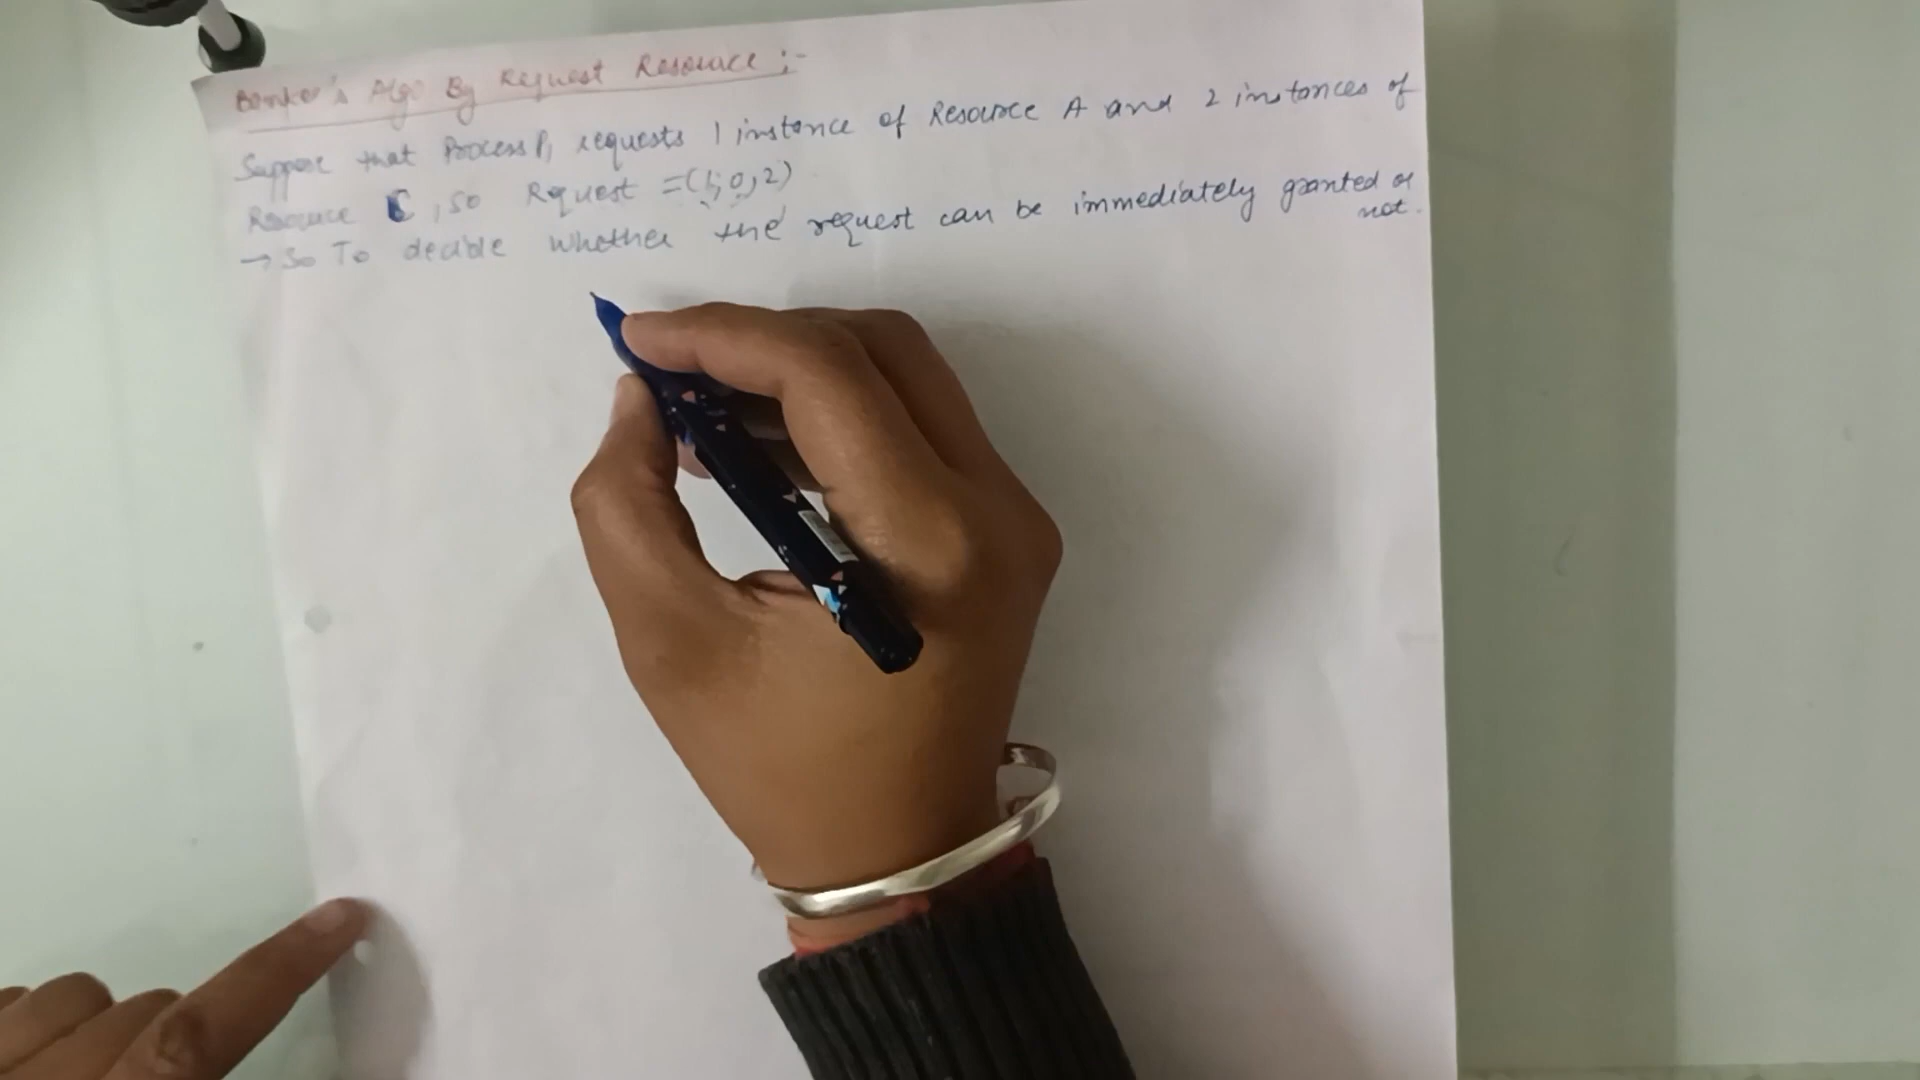 Banker's Algo By Request Resource :-
Suppose that Process P1 requests 1 instance of Resource A and 2 instances of
Resource C, so Request = (1,0,2)
→ So To decide whether the request can be immediately granted or
not.